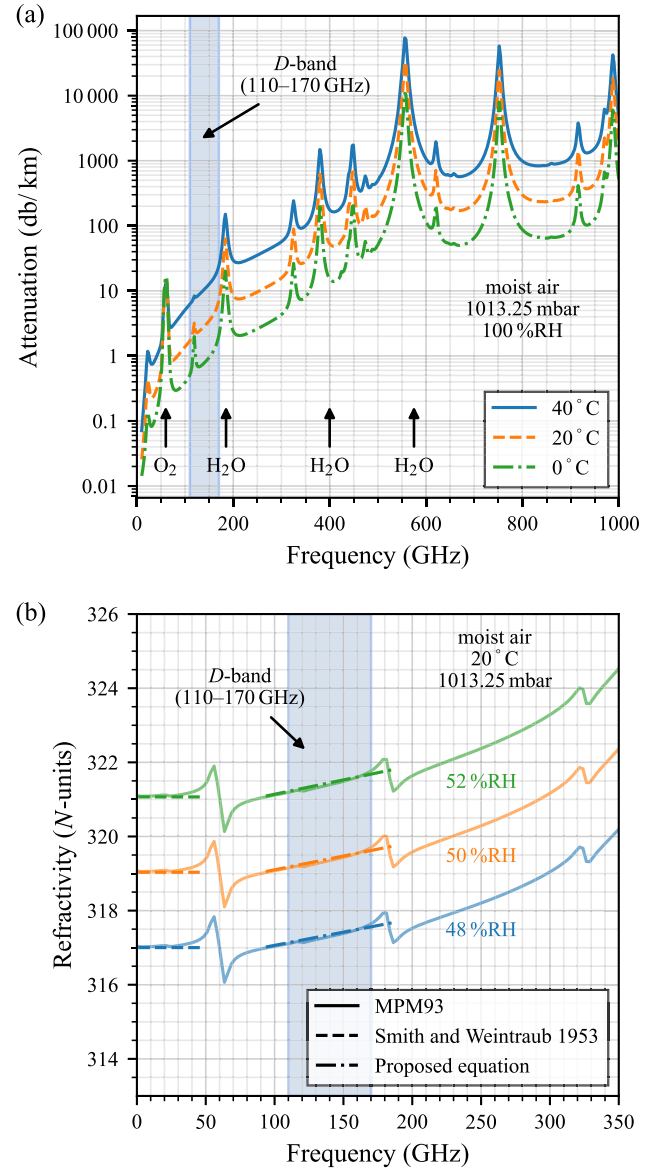 (a)
100 000
10 000
1000
100
10
1
0.1
0.01
Attenuation (db/ km)
D-band
(110–170 GHz)
moist air
1013.25 mbar
100 %RH
40°C
20°C
0°C
O2
H2O
H2O
H2O
0
200
400
600
800
1000
Frequency (GHz)
(b)
326
324
322
320
318
316
314
Refractivity (N-units)
D-band
(110–170 GHz)
moist air
20°C
1013.25 mbar
52 %RH
50 %RH
48 %RH
MPM93
Smith and Weintraub 1953
Proposed equation
0
50
100
150
200
250
300
350
Frequency (GHz)